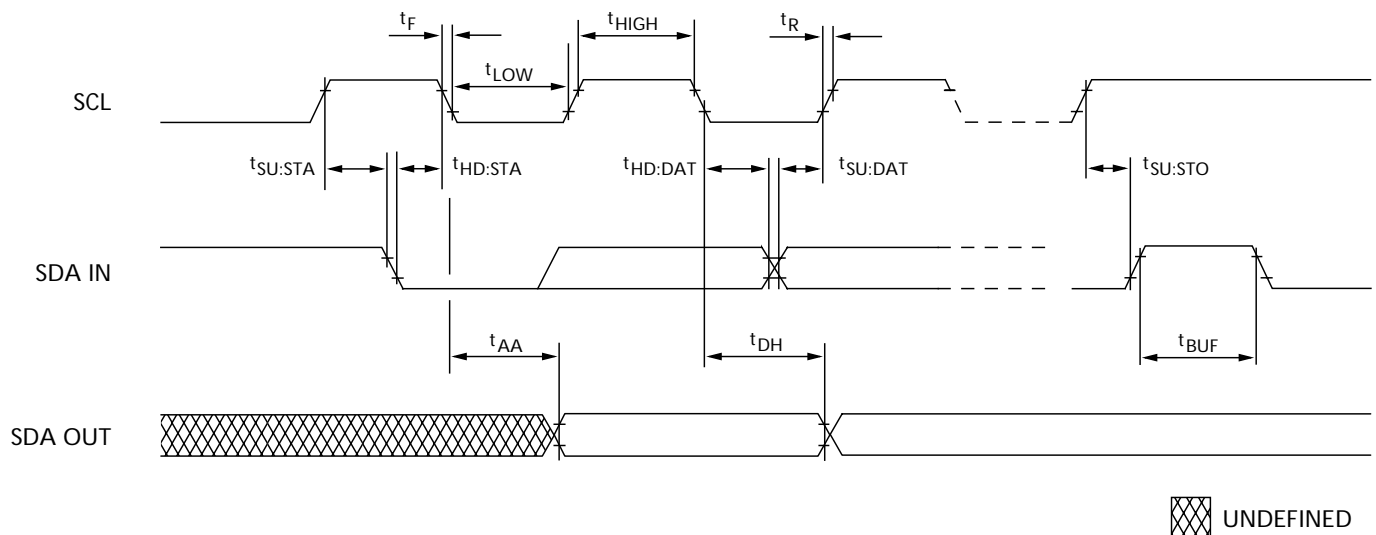 tF
tHIGH
tR
tLOW
SCL
tSU:STA
tHD:STA
tHD:DAT
tSU:DAT
tSU:STO
SDA IN
tAA
tDH
tBUF
SDA OUT
UNDEFINED